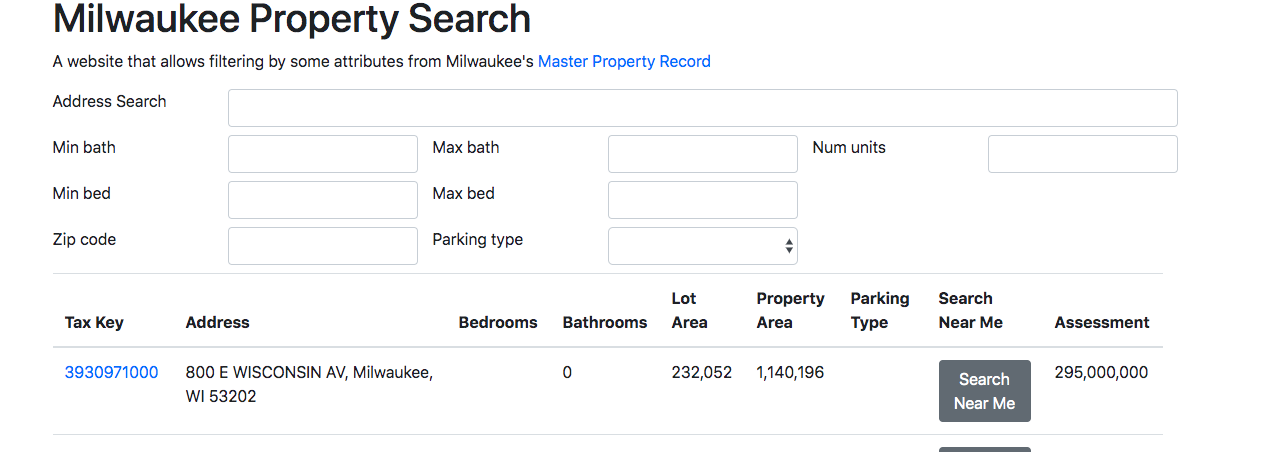 Milwaukee Property Search
A website that allows filtering by some attributes from Milwaukee's Master Property Record
Address Search
Min bath Max bath Num units
Min bed Max bed
Zip code Parking type
Tax Key Address Bedrooms Bathrooms Lot Area Property Area Parking Type Search Near Me Assessment
3930971000 800 E WISCONSIN AV, Milwaukee, 0 232,052 1,140,196 Search 295,000,000
WI 53202 Near Me